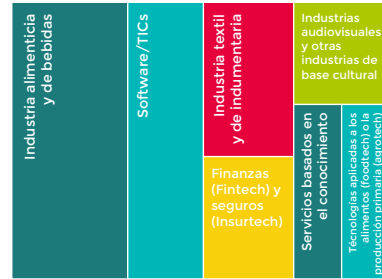 Industria alimenticia
y de bebidas
Software/TICs
Industria textil
y de indumentaria
Finanzas
(Fintech) y
seguros
(Insurtech)
Industrias
audiovisuales
y otras
industrias de
base cultural
Servicios basados en
el conocimiento
Técnologías aplicadas a los
alimentos (foodtech) o la
producción primaria (agrotech)